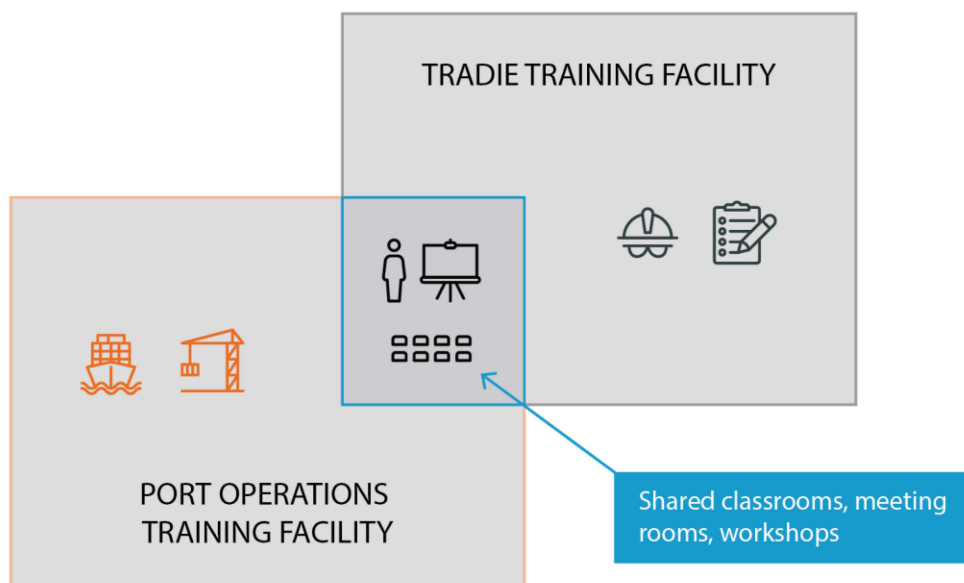 TRADIE TRAINING FACILITY
PORT OPERATIONS
TRAINING FACILITY
Shared classrooms, meeting
rooms, workshops